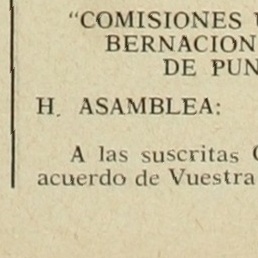 "COMISIONES
BERNACION
DE PUN
H. ASAMBLEA:
A las suscritas
acuerdo de Vuestra